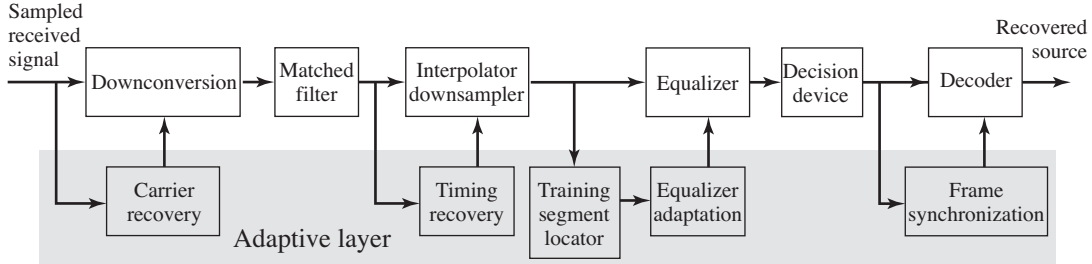 Sampled
received
signal
Downconversion
Matched
filter
Interpolator
downsampler
Equalizer
Decision
device
Decoder
Recovered
source
Carrier
recovery
Timing
recovery
Training
segment
locator
Equalizer
adaptation
Frame
synchronization
Adaptive layer